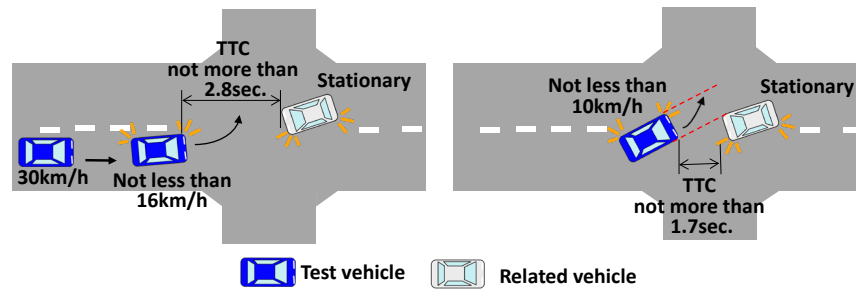 TTC
not more than
2.8sec.
Stationary
30km/h
Not less than
16km/h
Not less than
10km/h
Stationary
TTC
not more than
1.7sec.
Test vehicle
Related vehicle